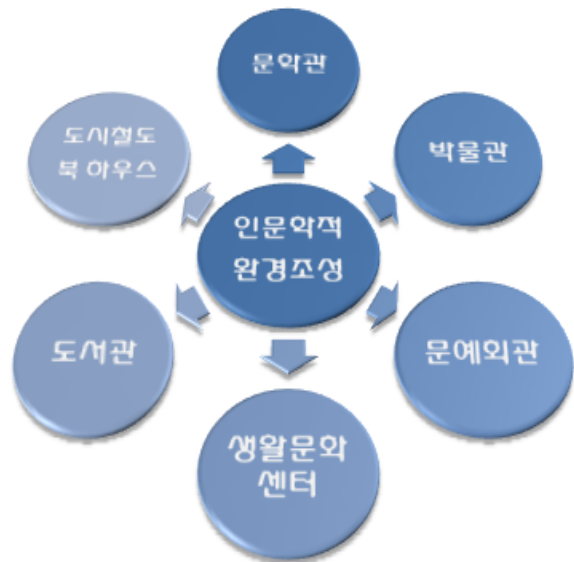 문학관
도시철도
북 하우스
박물관
인문학적
환경조성
도서관
문예회관
생활문화
센터